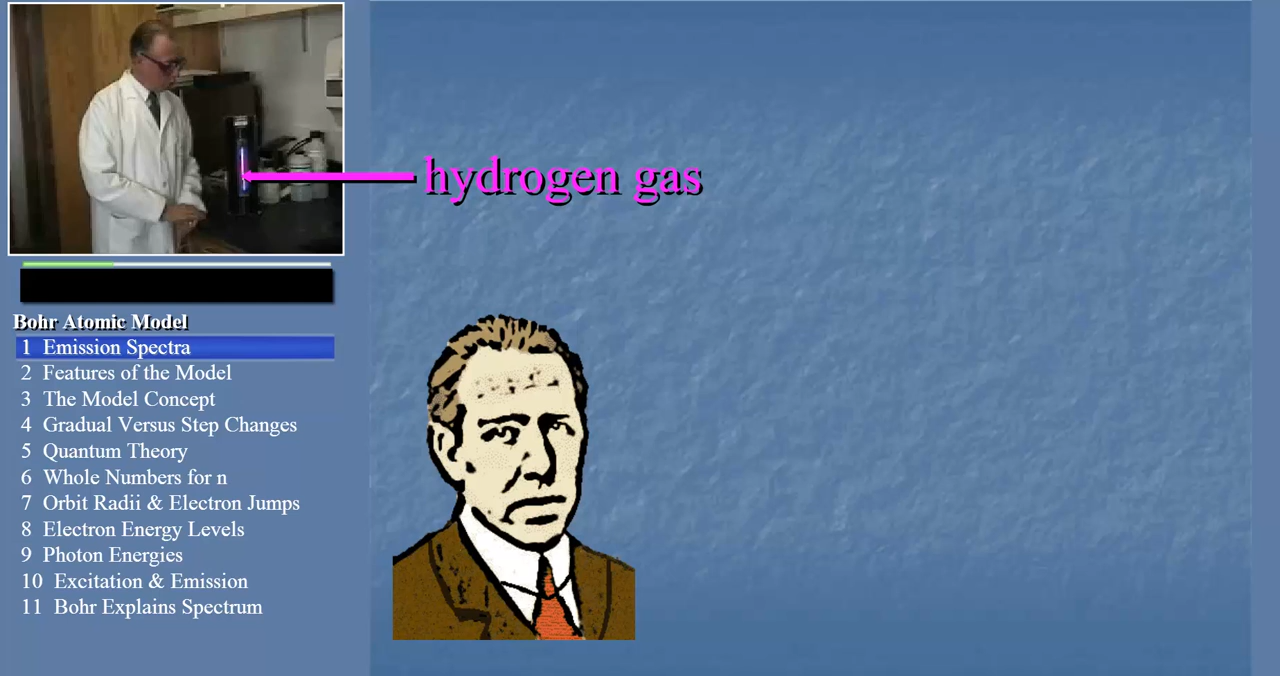 hydrogen gas
Bohr Atomic Model
1 Emission Spectra
2 Features of the Model
3 The Model Concept
4 Gradual Versus Step Changes
5 Quantum Theory
6 Whole Numbers for n
7 Orbit Radii & Electron Jumps
8 Electron Energy Levels
9 Photon Energies
10 Excitation & Emission
11 Bohr Explains Spectrum